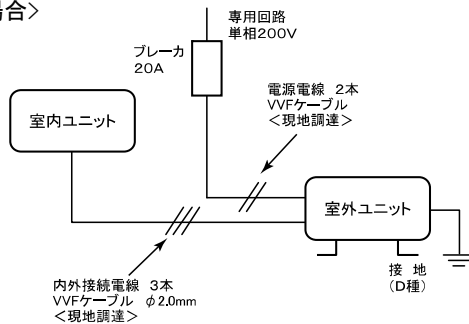 場合>
専用回路
単相200V
ブレーカ
20A
電源電線 2本
VVFケーブル
<現地調達>
室内ユニット
室外ユニット
接 地
(D種)
内外接続電線 3本
VVFケーブル φ2.0mm
<現地調達>